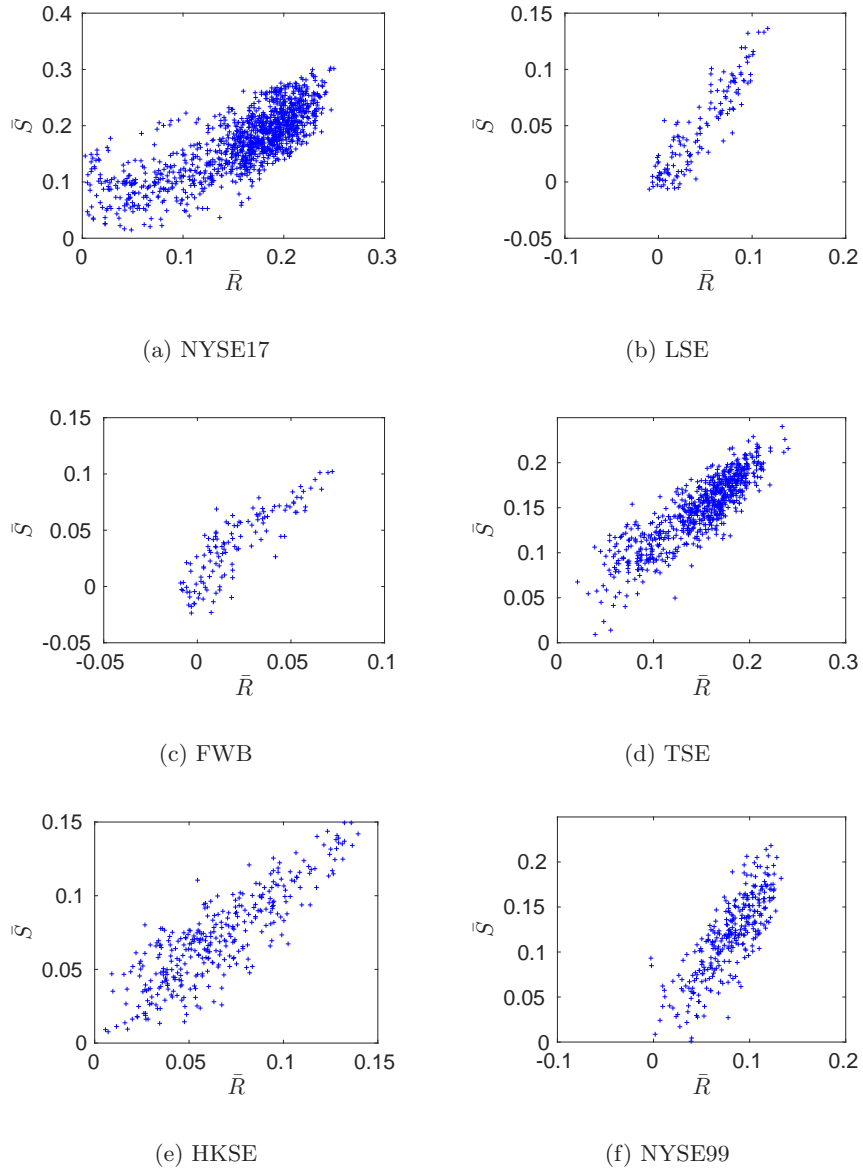 0.4
0.3
0.2
0.1
0
S̄
0 0.1 0.2 0.3
R̄
(a) NYSE17
0.15
0.1
0.05
0
-0.05
S̄
-0.1 0 0.1 0.2
R̄
(b) LSE
0.15
0.1
0.05
0
-0.05
S̄
-0.05 0 0.05 0.1
R̄
(c) FWB
0.2
0.15
0.1
0.05
0
S̄
0 0.1 0.2 0.3
R̄
(d) TSE
0.15
0.1
0.05
0
S̄
0 0.05 0.1 0.15
R̄
(e) HKSE
0.2
0.15
0.1
0.05
0
S̄
-0.1 0 0.1 0.2
R̄
(f) NYSE99